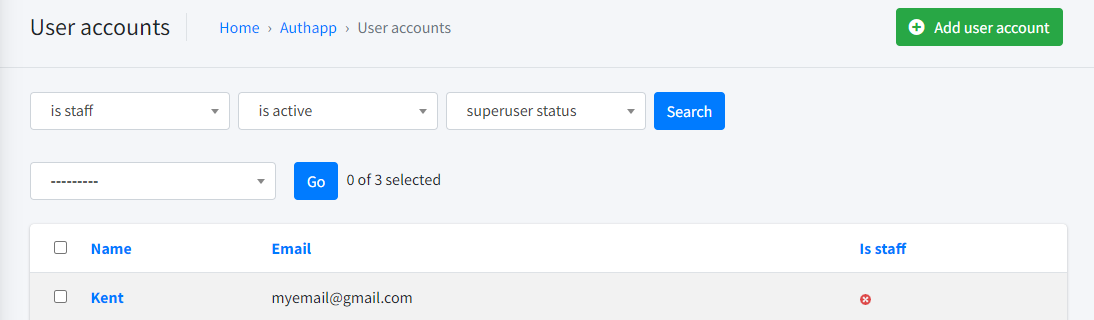 User accounts
Home › Authapp › User accounts
Add user account
is staff
is active
superuser status
Search
---------
Go
0 of 3 selected
Name Email Is staff
Kent myemail@gmail.com